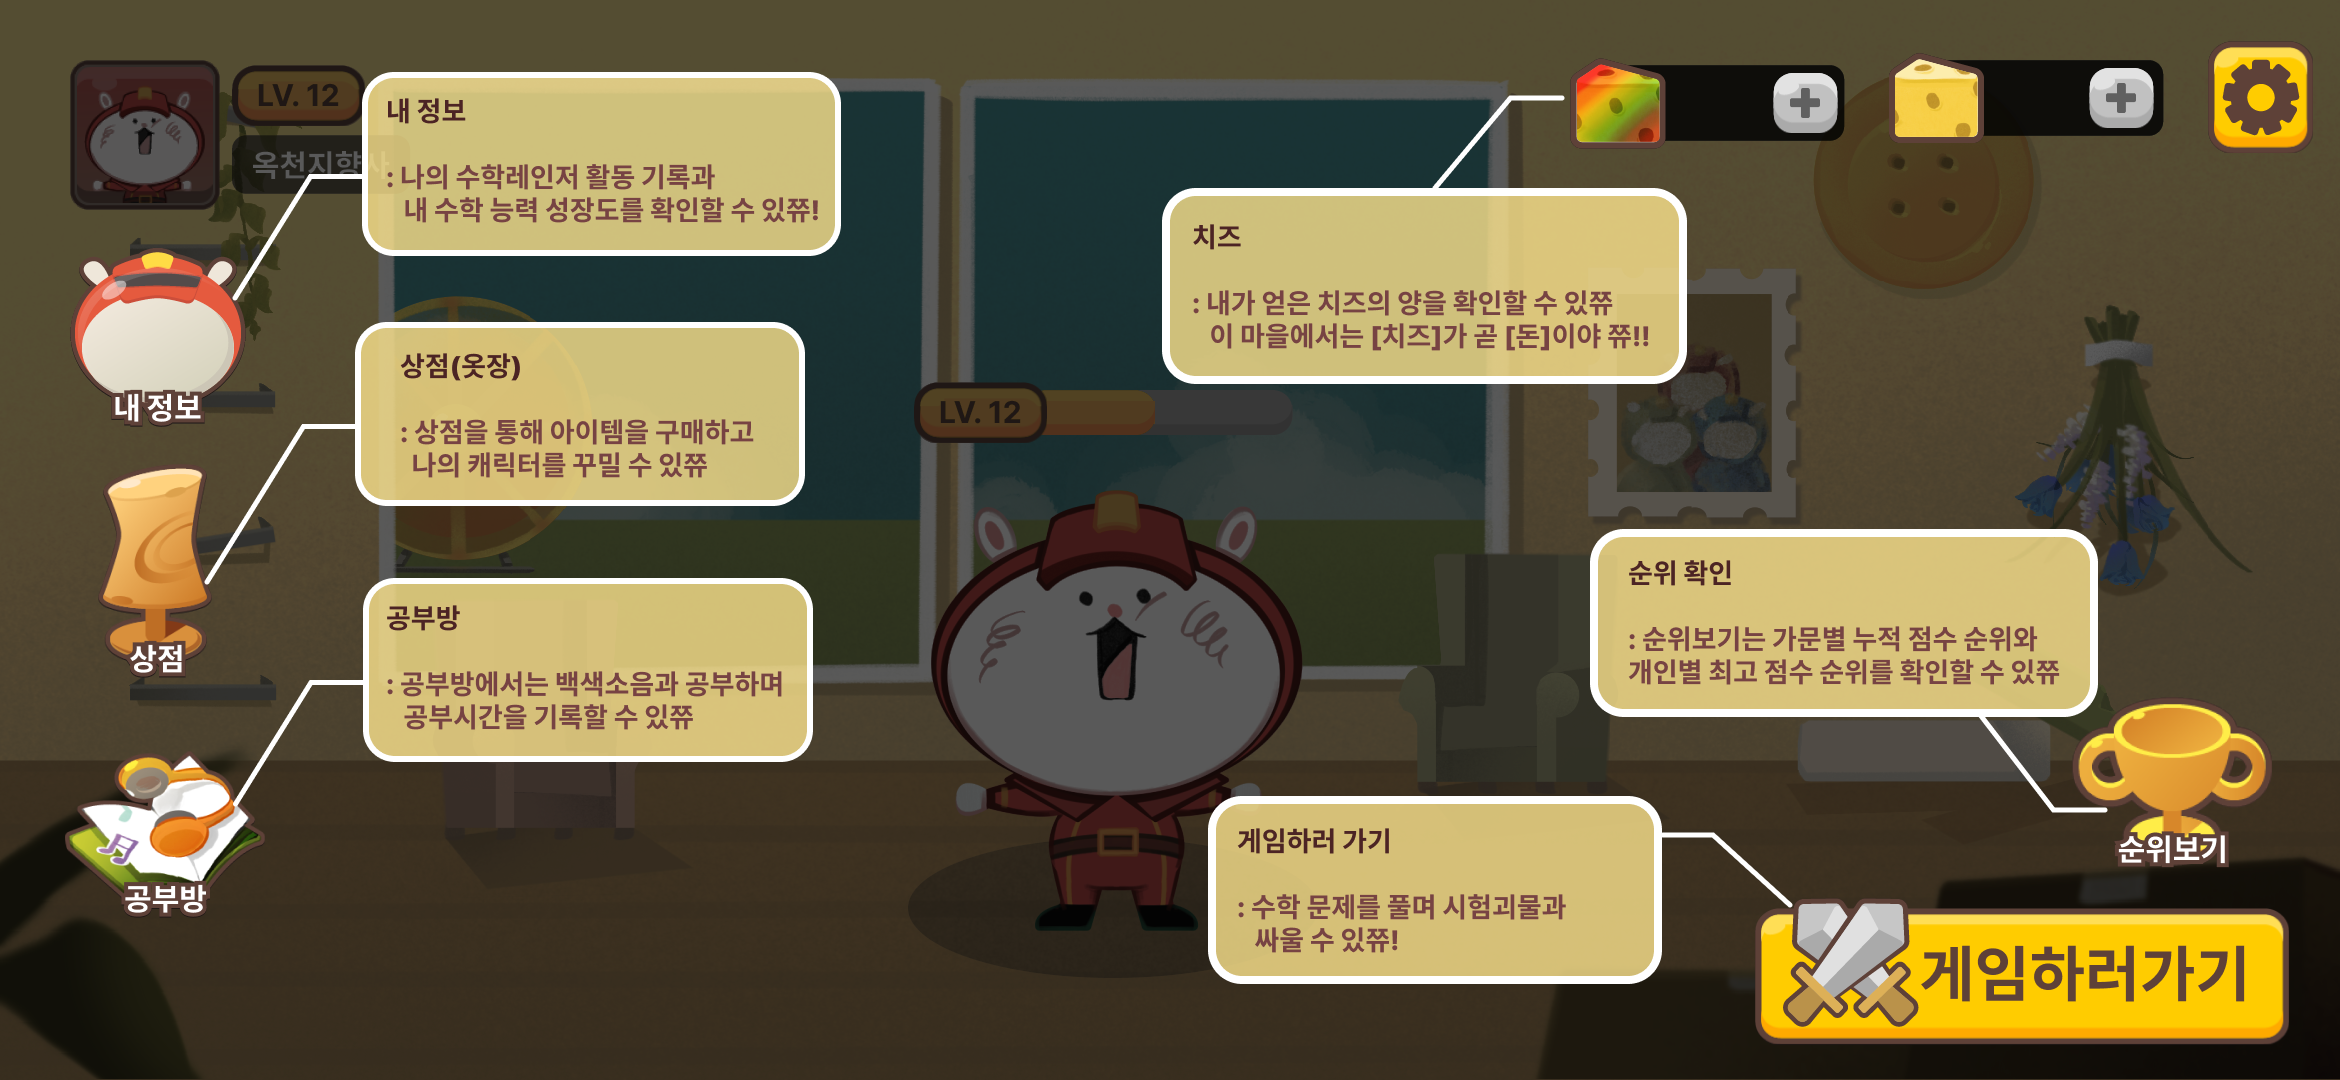 LV. 12
옥천지향사
내 정보
: 나의 수학레인저 활동 기록과
내 수학 능력 성장도를 확인할 수 있쮸!
내 정보
상점(옷장)
: 상점을 통해 아이템을 구매하고
나의 캐릭터를 꾸밀 수 있쮸
상점
공부방
: 공부방에서는 백색소음과 공부하며
공부시간을 기록할 수 있쮸
공부방
치즈
: 내가 얻은 치즈의 양을 확인할 수 있쮸
이 마을에서는 [치즈]가 곧 [돈]이야 쮸!!
LV. 12
순위 확인
: 순위보기는 가문별 누적 점수 순위와
개인별 최고 점수 순위를 확인할 수 있쮸
순위보기
게임하러 가기
: 수학 문제를 풀며 시험괴물과
싸울 수 있쮸!
게임하러가기